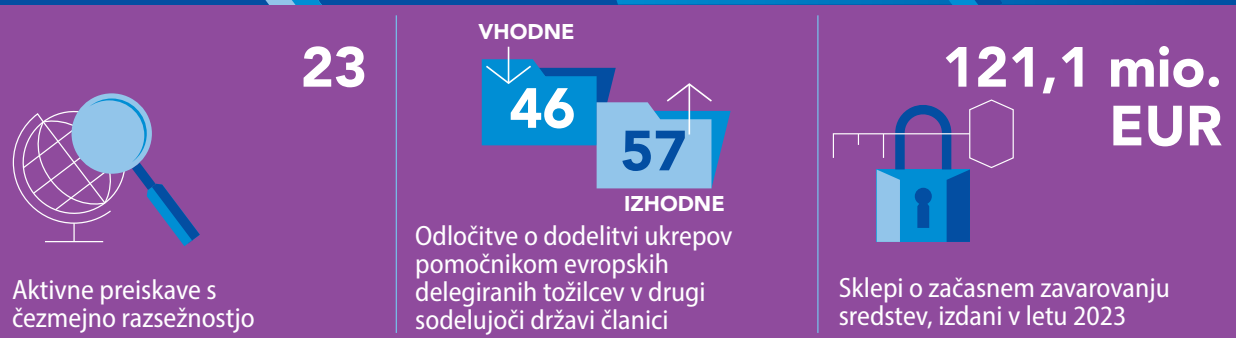 23
Aktivne preiskave s
čezmejno razsežnostjo
VHODNE
46
57
IZHODNE
Odločitve o dodelitvi ukrepov
pomočnikom evropskih
delegiranih tožilcev v drugi
sodelujoči državi članici
121,1 mio.
EUR
Sklepi o začasnem zavarovanju
sredstev, izdani v letu 2023